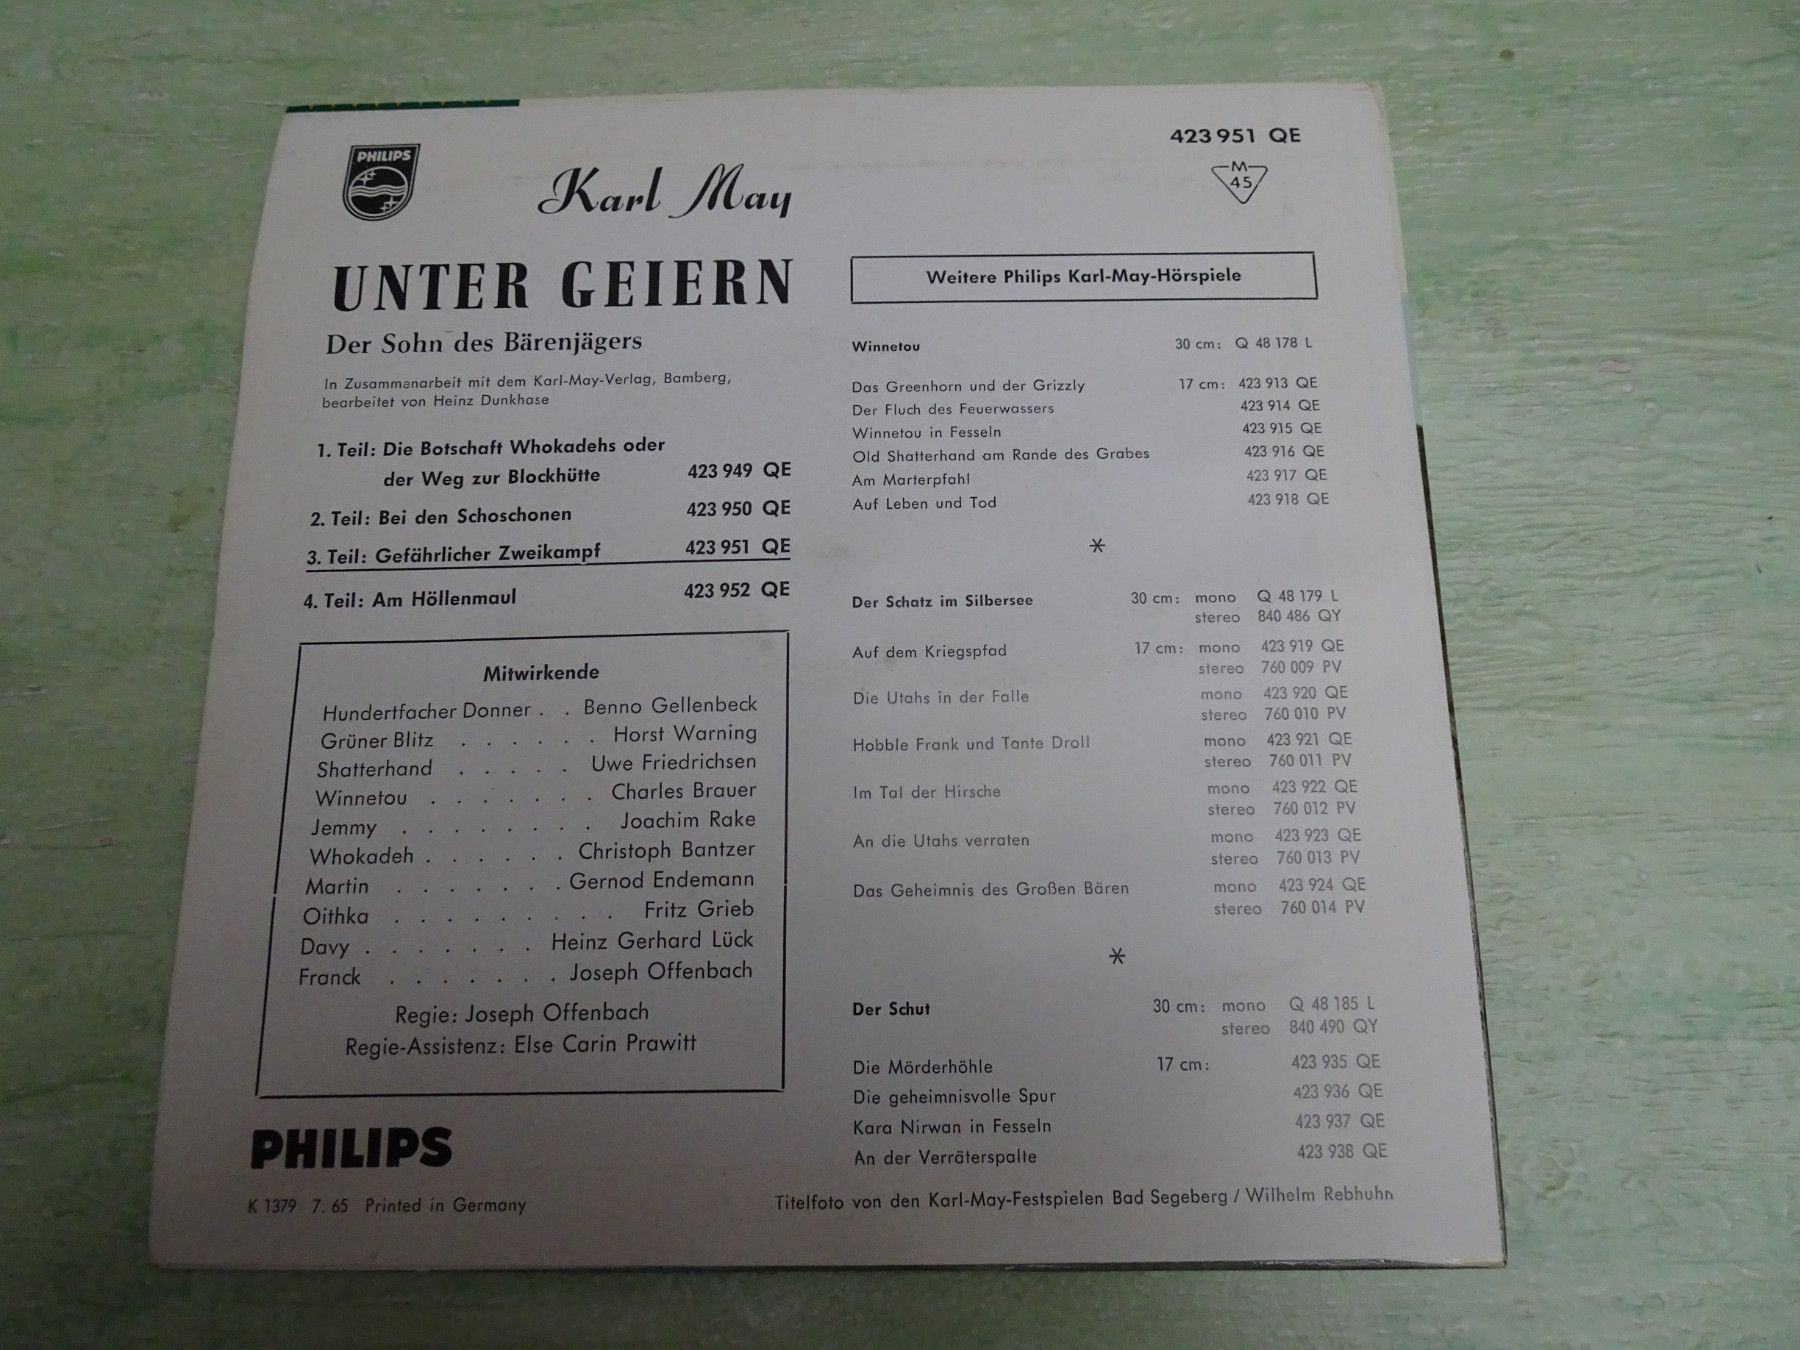 PHILIPS
Karl May
423 951 QE
M
45
UNTER GEIERN
Der Sohn des Bärenjägers
In Zusammenarbeit mit dem Karl-May-Verlag, Bamberg,
bearbeitet von Heinz Dunkhase
1. Teil: Die Botschaft Whokadehs oder
der Weg zur Blockhütte 423 949 QE
2. Teil: Bei den Schoschonen 423 950 QE
3. Teil: Gefährlicher Zweikampf 423 951 QE
4. Teil: Am Höllenmaul 423 952 QE
Mitwirkende
Hundertfacher Donner . . Benno Gellenbeck
Grüner Blitz . . . . . . Horst Warning
Shatterhand . . . . . Uwe Friedrichsen
Winnetou . . . . . . . Charles Brauer
Jemmy . . . . . . . . Joachim Rake
Whokadeh . . . . . . Christoph Bantzer
Martin . . . . . . . Gernod Endemann
Oithka . . . . . . . . . Fritz Grieb
Davy . . . . . . . Heinz Gerhard Lück
Franck . . . . . . . Joseph Offenbach
Regie: Joseph Offenbach
Regie-Assistenz: Else Carin Prawitt
PHILIPS
K 1379 7. 65 Printed in Germany
Weitere Philips Karl-May-Hörspiele
Winnetou 30 cm: Q 48 178 L
Das Greenhorn und der Grizzly 17 cm: 423 913 QE
Der Fluch des Feuerwassers 423 914 QE
Winnetou in Fesseln 423 915 QE
Old Shatterhand am Rande des Grabes 423 916 QE
Am Marterpfahl 423 917 QE
Auf Leben und Tod 423 918 QE
*
Der Schatz im Silbersee 30 cm: mono Q 48 179 L
stereo 840 486 QY
Auf dem Kriegspfad 17 cm: mono 423 919 QE
stereo 760 009 PV
Die Utahs in der Falle mono 423 920 QE
stereo 760 010 PV
Hobble Frank und Tante Droll mono 423 921 QE
stereo 760 011 PV
Im Tal der Hirsche mono 423 922 QE
stereo 760 012 PV
An die Utahs verraten mono 423 923 QE
stereo 760 013 PV
Das Geheimnis des Großen Bären mono 423 924 QE
stereo 760 014 PV
*
Der Schut 30 cm: mono Q 48 185 L
stereo 840 490 QY
Die Mörderhöhle 17 cm: 423 935 QE
Die geheimnisvolle Spur 423 936 QE
Kara Nirwan in Fesseln 423 937 QE
An der Verräterspalte 423 938 QE
Titelfoto von den Karl-May-Festspielen Bad Segeberg / Wilhelm Rebhuhn